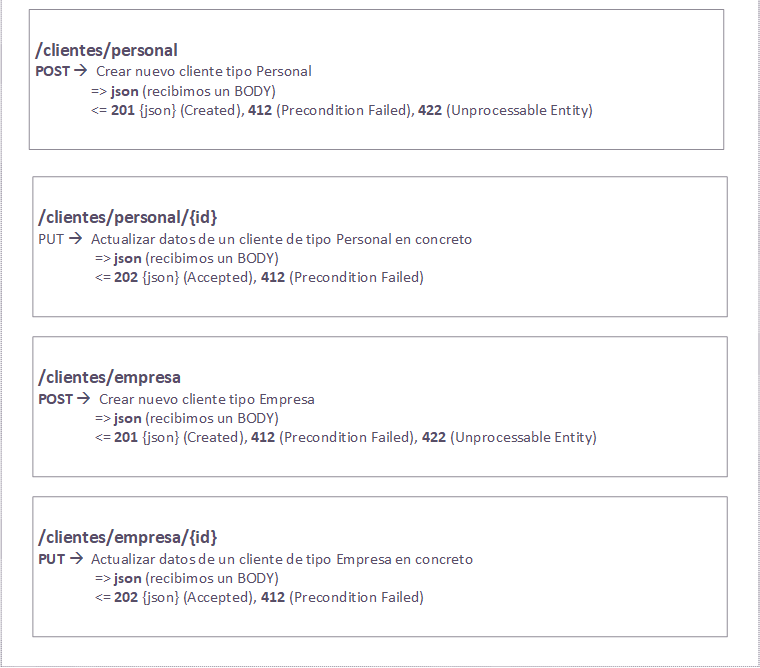 /clientes/personal
POST → Crear nuevo cliente tipo Personal
=> json (recibimos un BODY)
<= 201 {json} (Created), 412 (Precondition Failed), 422 (Unprocessable Entity)
/clientes/personal/{id}
PUT → Actualizar datos de un cliente de tipo Personal en concreto
=> json (recibimos un BODY)
<= 202 {json} (Accepted), 412 (Precondition Failed)
/clientes/empresa
POST → Crear nuevo cliente tipo Empresa
=> json (recibimos un BODY)
<= 201 {json} (Created), 412 (Precondition Failed), 422 (Unprocessable Entity)
/clientes/empresa/{id}
PUT → Actualizar datos de un cliente de tipo Empresa en concreto
=> json (recibimos un BODY)
<= 202 {json} (Accepted), 412 (Precondition Failed)